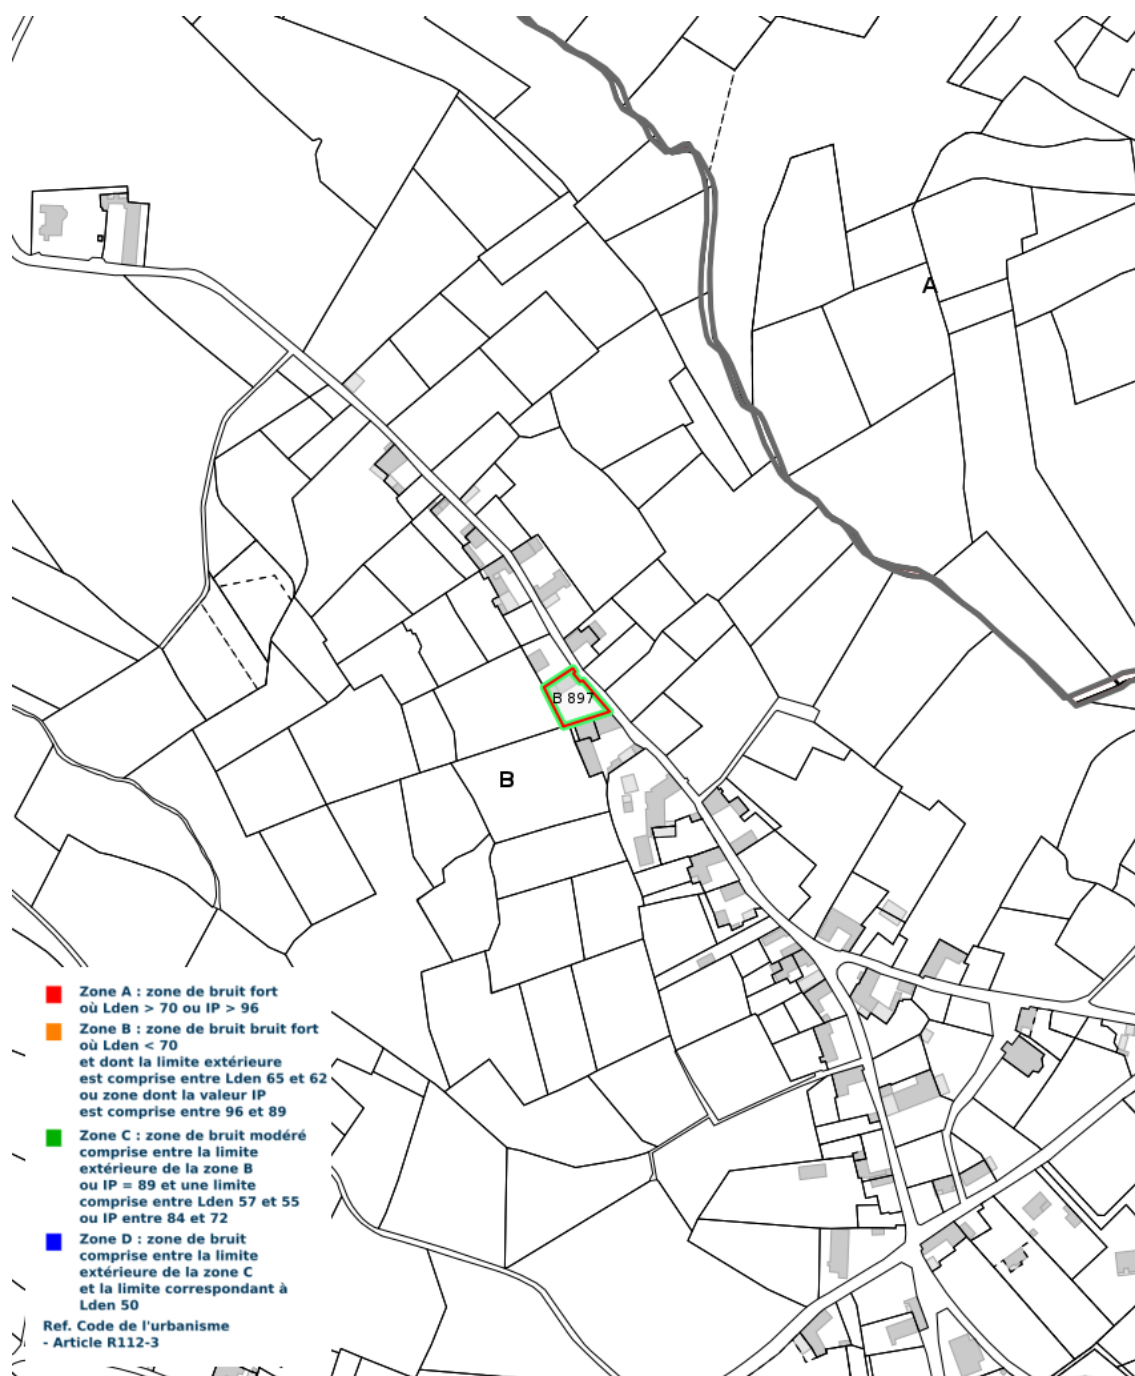 A
B 897
B
Zone A : zone de bruit fort
où Lden > 70 ou IP > 96
Zone B : zone de bruit bruit fort
où Lden < 70
et dont la limite extérieure
est comprise entre Lden 65 et 62
ou zone dont la valeur IP
est comprise entre 96 et 89
Zone C : zone de bruit modéré
comprise entre la limite
extérieure de la zone B
ou IP = 89 et une limite
comprise entre Lden 57 et 55
ou IP entre 84 et 72
Zone D : zone de bruit
comprise entre la limite
extérieure de la zone C
et la limite correspondant à
Lden 50
Ref. Code de l'urbanisme
- Article R112-3